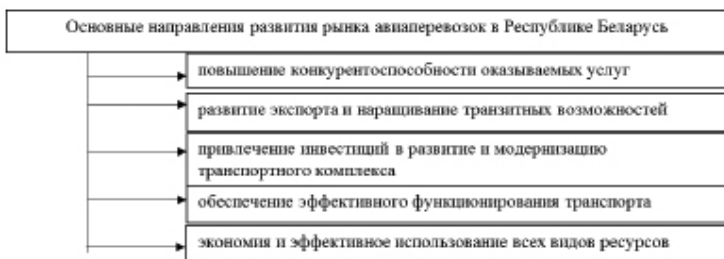 Основные направления развития рынка авиаперевозок в Республике Беларусь
повышение конкурентоспособности оказываемых услуг
развитие экспорта и наращивание транзитных возможностей
привлечение инвестиций в развитие и модернизацию
транспортного комплекса
обеспечение эффективного функционирования транспорта
экономия и эффективное использование всех видов ресурсов